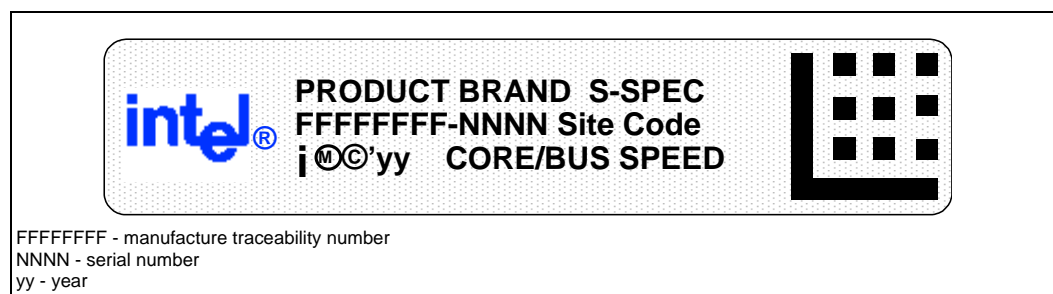 intel®
PRODUCT BRAND S-SPEC
FFFFFFFF-NNNN Site Code
i Ⓜ©'yy CORE/BUS SPEED
FFFFFFFF - manufacture traceability number
NNNN - serial number
yy - year